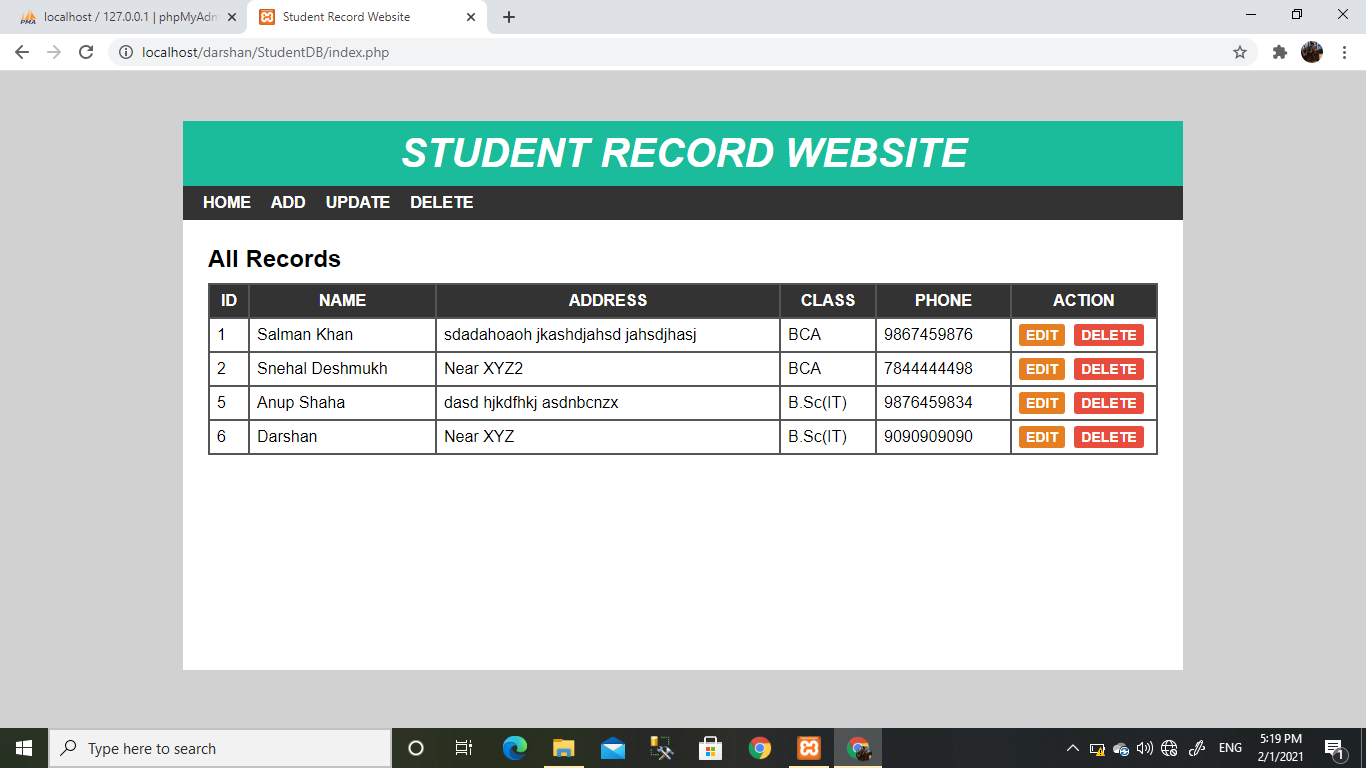 localhost / 127.0.0.1 | phpMyAdm
Student Record Website
localhost/darshan/StudentDB/index.php
STUDENT RECORD WEBSITE
HOME ADD UPDATE DELETE
All Records
ID NAME ADDRESS CLASS PHONE ACTION
1 Salman Khan sdadahoaoh jkashdjahsd jahsdjhasj BCA 9867459876 EDIT DELETE
2 Snehal Deshmukh Near XYZ2 BCA 7844444498 EDIT DELETE
5 Anup Shaha dasd hjkdfhkj asdnbcnzx B.Sc(IT) 9876459834 EDIT DELETE
6 Darshan Near XYZ B.Sc(IT) 9090909090 EDIT DELETE
Type here to search
ENG
5:19 PM
2/1/2021
1